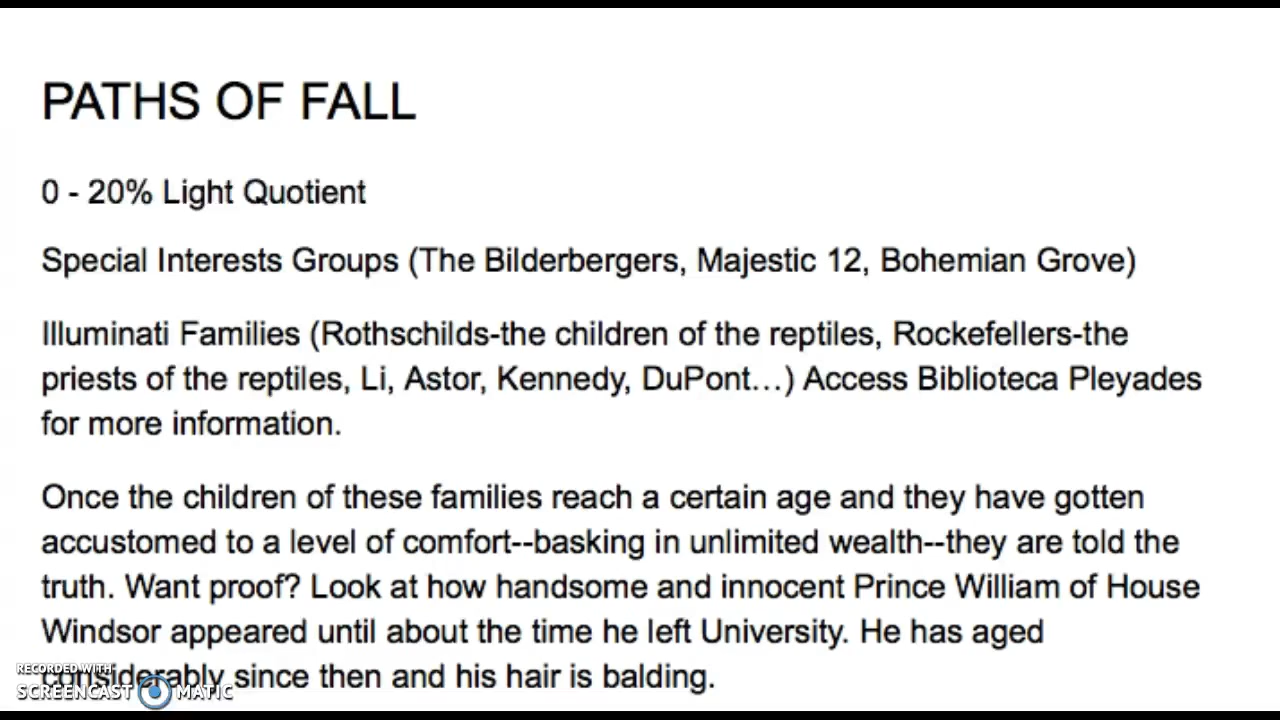 PATHS OF FALL
0 - 20% Light Quotient
Special Interests Groups (The Bilderbergers, Majestic 12, Bohemian Grove)
Illuminati Families (Rothschilds-the children of the reptiles, Rockefellers-the
priests of the reptiles, Li, Astor, Kennedy, DuPont...) Access Biblioteca Pleyades
for more information.
Once the children of these families reach a certain age and they have gotten
accustomed to a level of comfort--basking in unlimited wealth--they are told the
truth. Want proof? Look at how handsome and innocent Prince William of House
Windsor appeared until about the time he left University. He has aged
considerably since then and his hair is balding.
RECORDED WITH
SCREENCAST MATIC